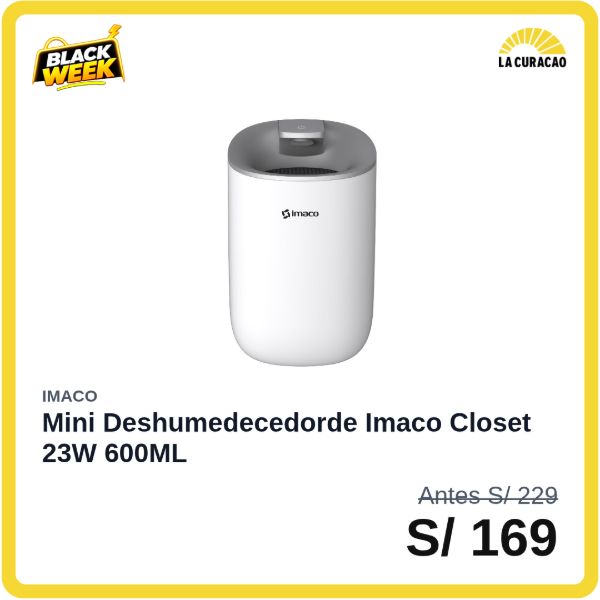 BLACK
WEEK
LA CURACAO
imaco
IMACO
Mini Deshumedecedorde Imaco Closet
23W 600ML
Antes S/ 229
S/ 169